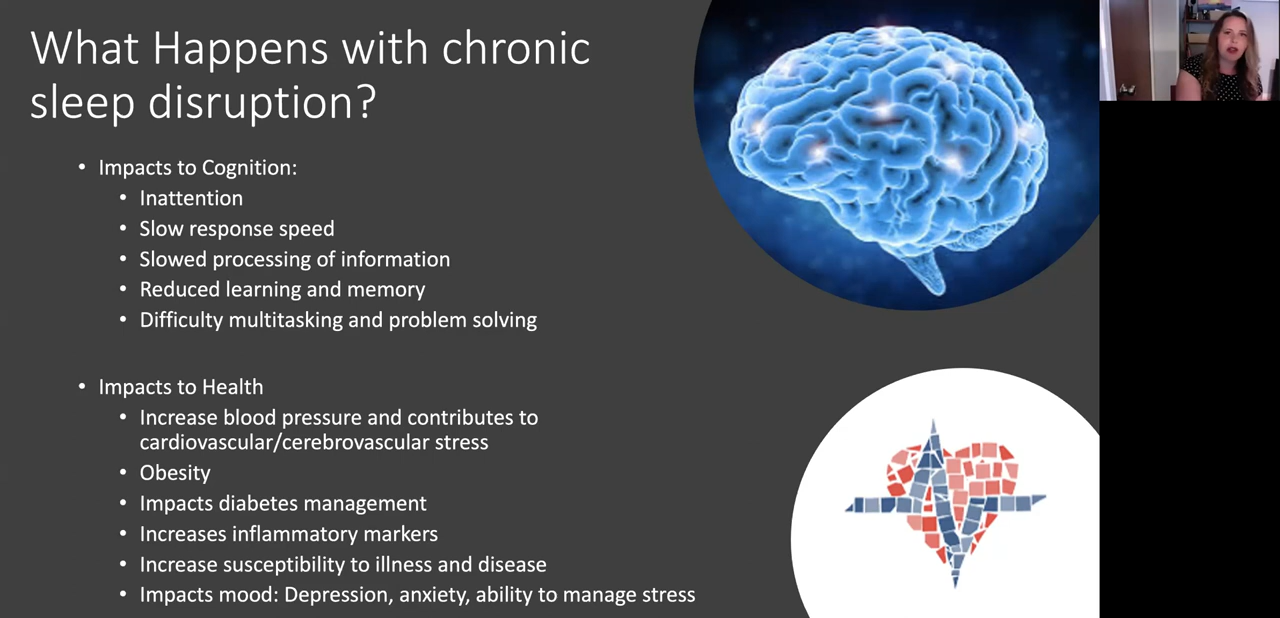 What Happens with chronic
sleep disruption?
• Impacts to Cognition:
• Inattention
• Slow response speed
• Slowed processing of information
• Reduced learning and memory
• Difficulty multitasking and problem solving
• Impacts to Health
• Increase blood pressure and contributes to
cardiovascular/cerebrovascular stress
• Obesity
• Impacts diabetes management
• Increases inflammatory markers
• Increase susceptibility to illness and disease
• Impacts mood: Depression, anxiety, ability to manage stress